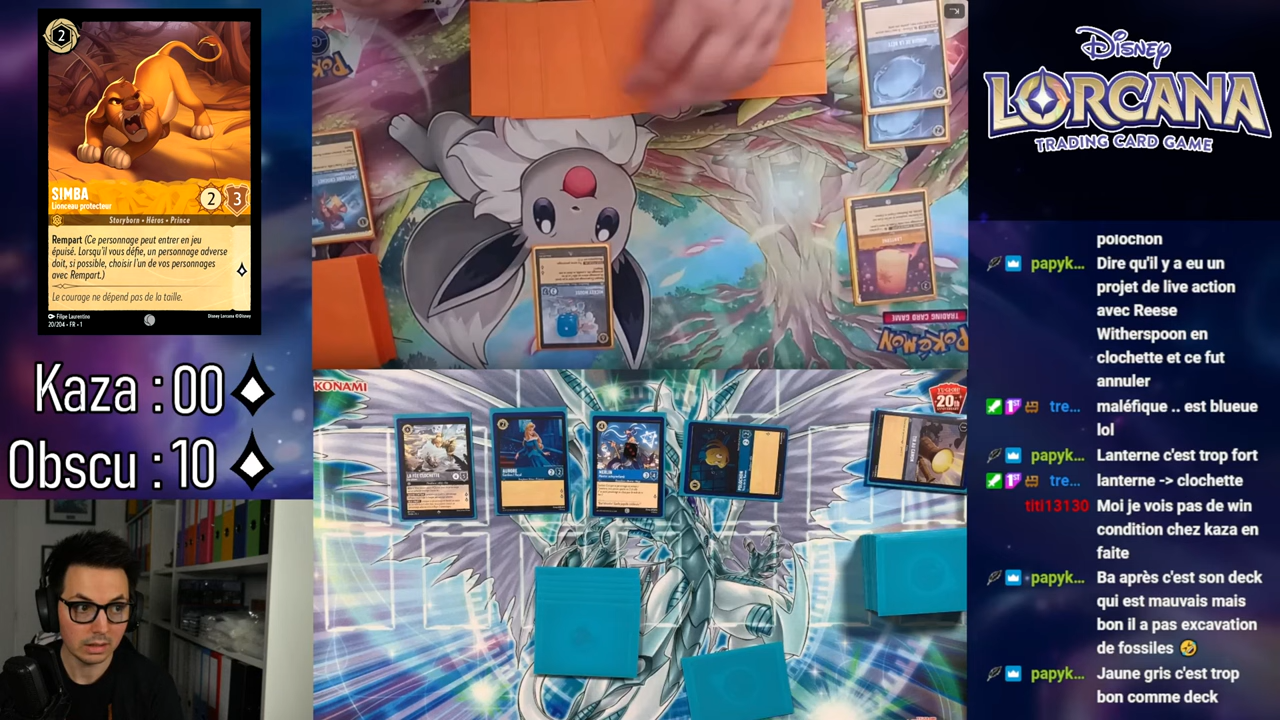 2
SIMBA
Lionceau protecteur
2
3
Storyborn • Héros • Prince
Rempart (Ce personnage peut entrer en jeu
épuisé. Lorsqu'il vous défie, un personnage adverse
doit, si possible, choisir l'un de vos personnages
avec Rempart.)
Le courage ne dépend pas de la taille.
Filipe Laurentino
20/204 • FR • 1
Disney Lorcana ©Disney
Kaza : 00
Obscu : 10
TRADING CARD GAME
Pokémon
KONAMI
20th
LA FÉE CLOCHETTE
AURORE
MERLIN
Disney
LORCANA
TRADING CARD GAME
polochon
papyk... Dire qu'il y a eu un
projet de live action
avec Reese
Witherspoon en
clochette et ce fut
annuler
tre... maléfique .. est blueue
lol
papyk... Lanterne c'est trop fort
tre... lanterne -> clochette
titi13130 Moi je vois pas de win
condition chez kaza en
faite
papyk... Ba après c'est son deck
qui est mauvais mais
bon il a pas excavation
de fossiles 🤣
papyk... Jaune gris c'est trop
bon comme deck